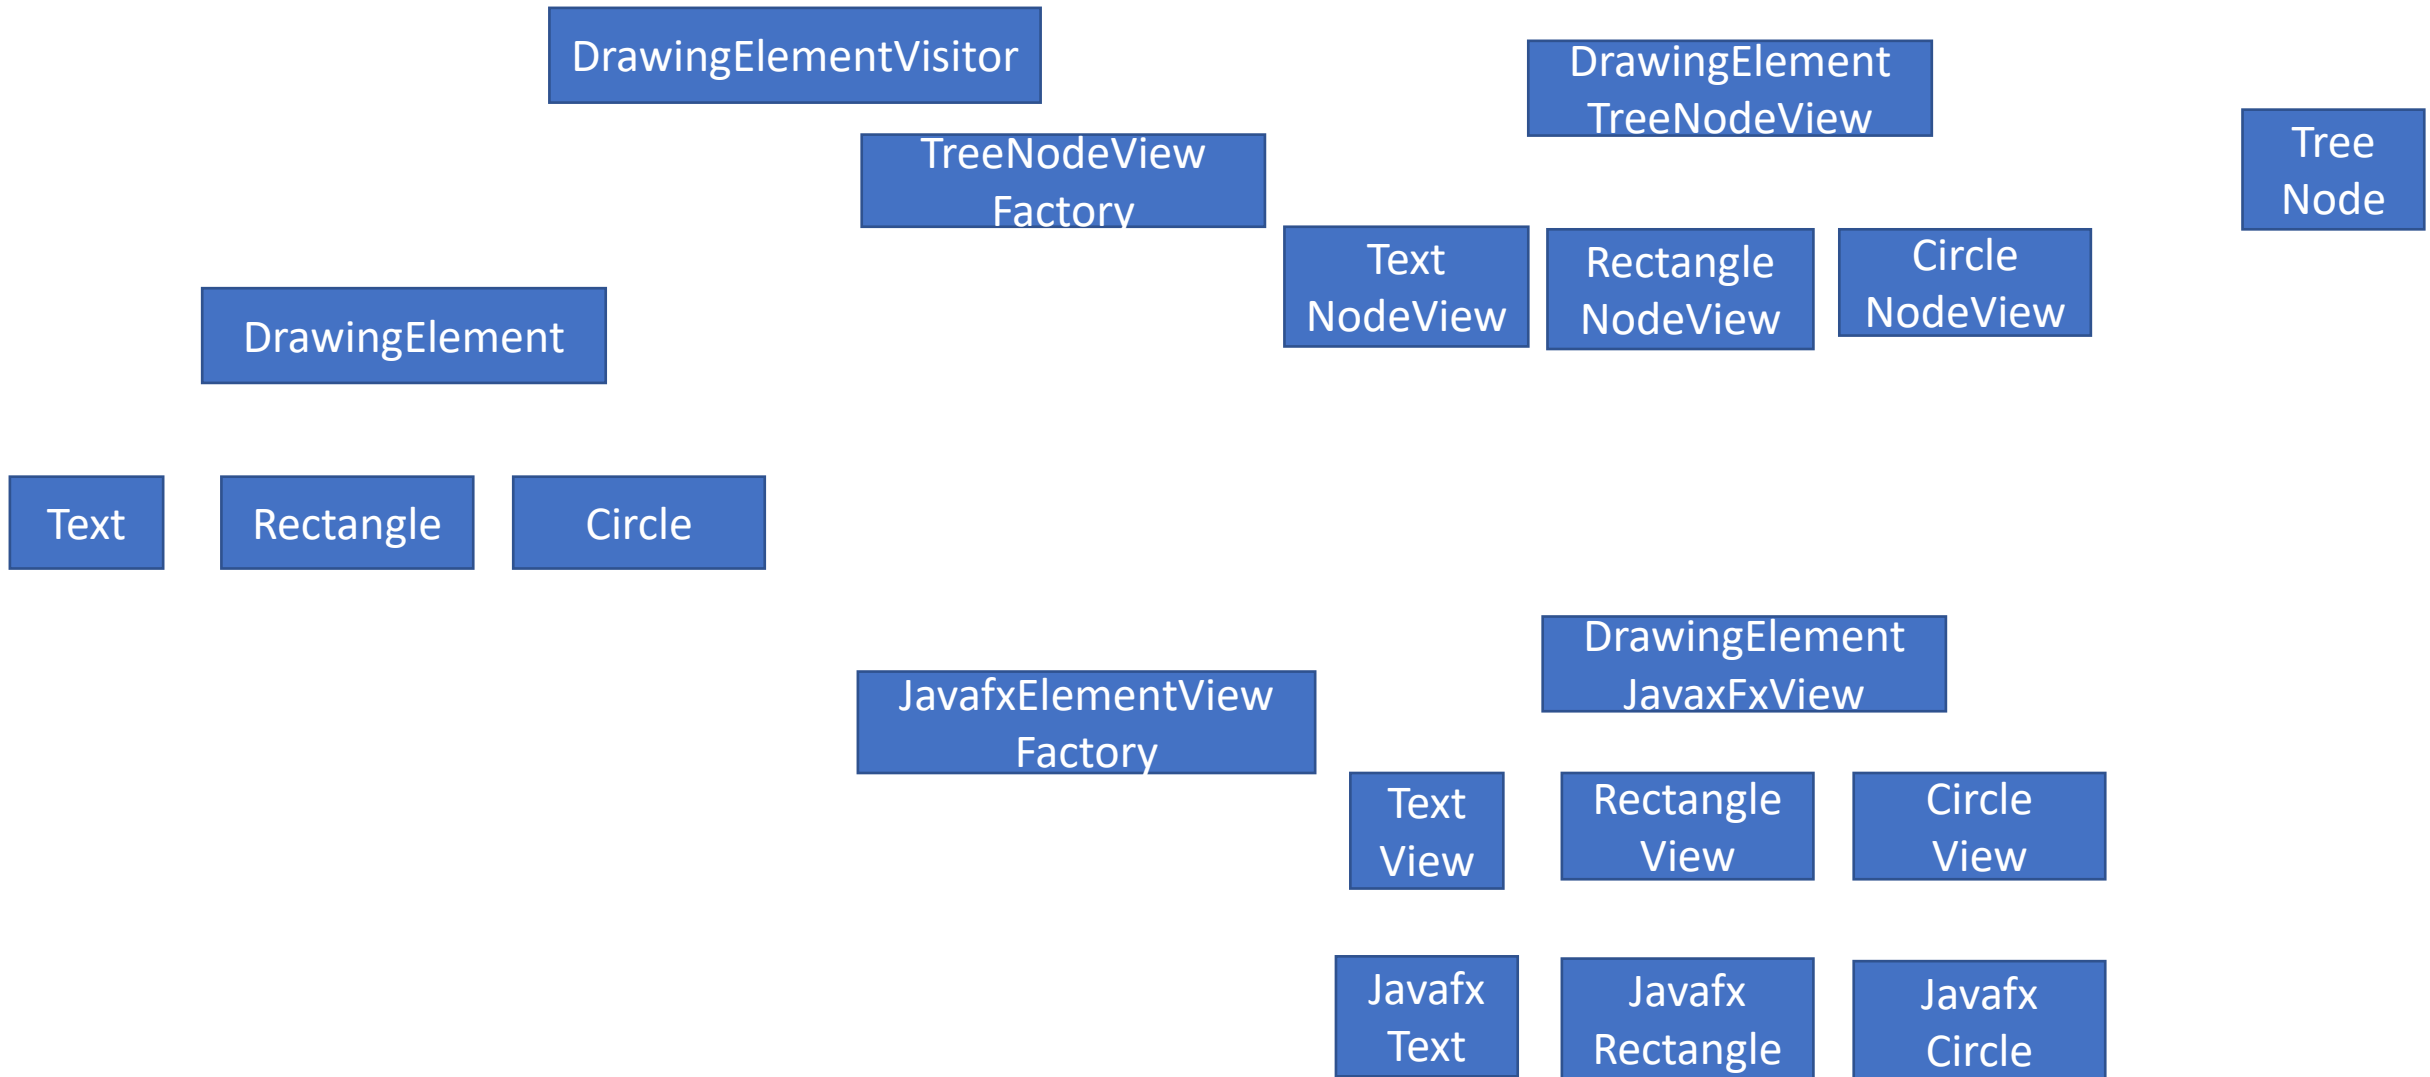 DrawingElementVisitor
DrawingElement
TreeNodeView
Tree
Node
TreeNodeView
Factory
Text
NodeView
Rectangle
NodeView
Circle
NodeView
DrawingElement
Text
Rectangle
Circle
DrawingElement
JavaxFxView
JavafxElementView
Factory
Text
View
Rectangle
View
Circle
View
Javafx
Text
Javafx
Rectangle
Javafx
Circle